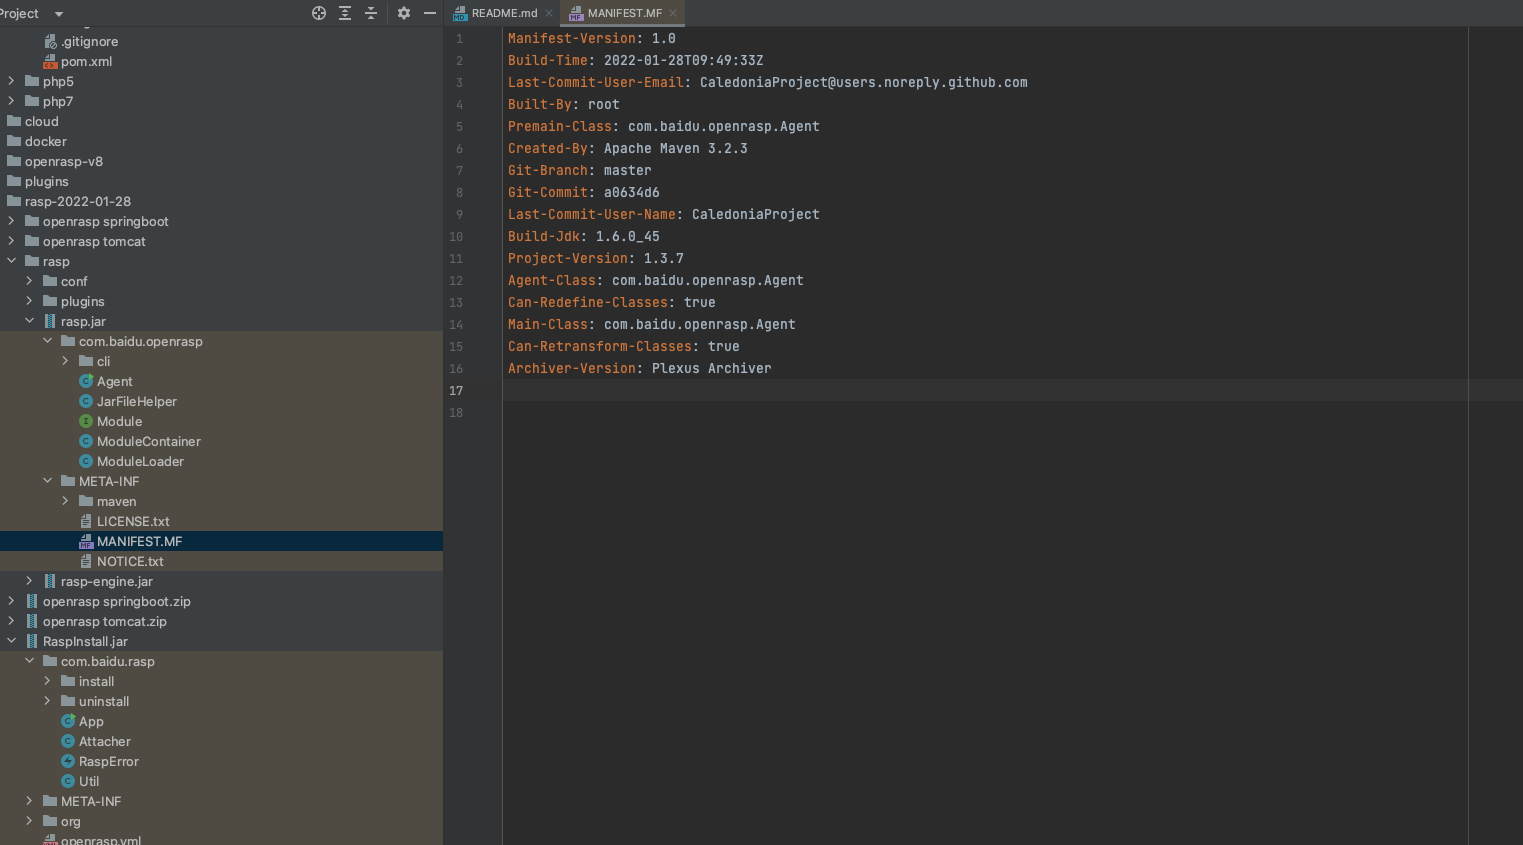 Project
.gitignore
pom.xml
php5
php7
cloud
docker
openrasp-v8
plugins
rasp-2022-01-28
openrasp springboot
openrasp tomcat
rasp
conf
plugins
rasp.jar
com.baidu.openrasp
cli
Agent
JarFileHelper
Module
ModuleContainer
ModuleLoader
META-INF
maven
LICENSE.txt
MANIFEST.MF
NOTICE.txt
rasp-engine.jar
openrasp springboot.zip
openrasp tomcat.zip
RaspInstall.jar
com.baidu.rasp
install
uninstall
App
Attacher
RaspError
Util
META-INF
org
openrasp.yml
README.md MANIFEST.MF
1 Manifest-Version: 1.0
2 Build-Time: 2022-01-28T09:49:33Z
3 Last-Commit-User-Email: CaledoniaProject@users.noreply.github.com
4 Built-By: root
5 Premain-Class: com.baidu.openrasp.Agent
6 Created-By: Apache Maven 3.2.3
7 Git-Branch: master
8 Git-Commit: a0634d6
9 Last-Commit-User-Name: CaledoniaProject
10 Build-Jdk: 1.6.0_45
11 Project-Version: 1.3.7
12 Agent-Class: com.baidu.openrasp.Agent
13 Can-Redefine-Classes: true
14 Main-Class: com.baidu.openrasp.Agent
15 Can-Retransform-Classes: true
16 Archiver-Version: Plexus Archiver
17
18